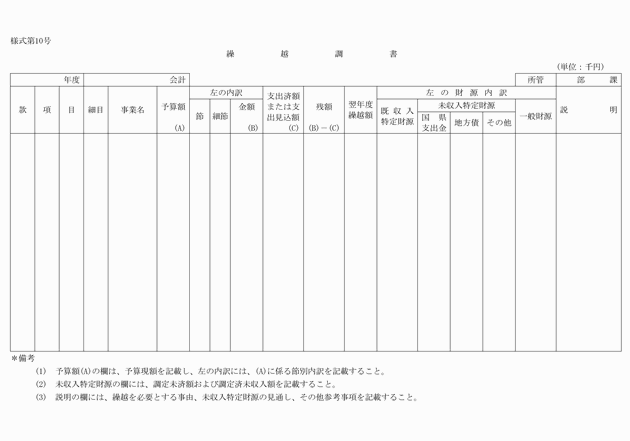 様式第10号
繰越調書
（単位：千円）
年度 会計 所管 部 課
款 項 目 細目 事業名 予算額 (A) 左の内訳 節 細節 金額 (B) 支出済額または支出見込額 (C) 残額 (B)－(C) 翌年度繰越額 左の財源内訳 既収入特定財源 未収入特定財源 国県支出金 地方債 その他 一般財源 説明
＊備考
(1) 予算額(A)の欄は、予算現額を記載し、左の内訳には、(A)に係る節別内訳を記載すること。
(2) 未収入特定財源の欄には、調定未済額および調定済未収入額を記載すること。
(3) 説明の欄には、繰越を必要とする事由、未収入特定財源の見通し、その他参考事項を記載すること。